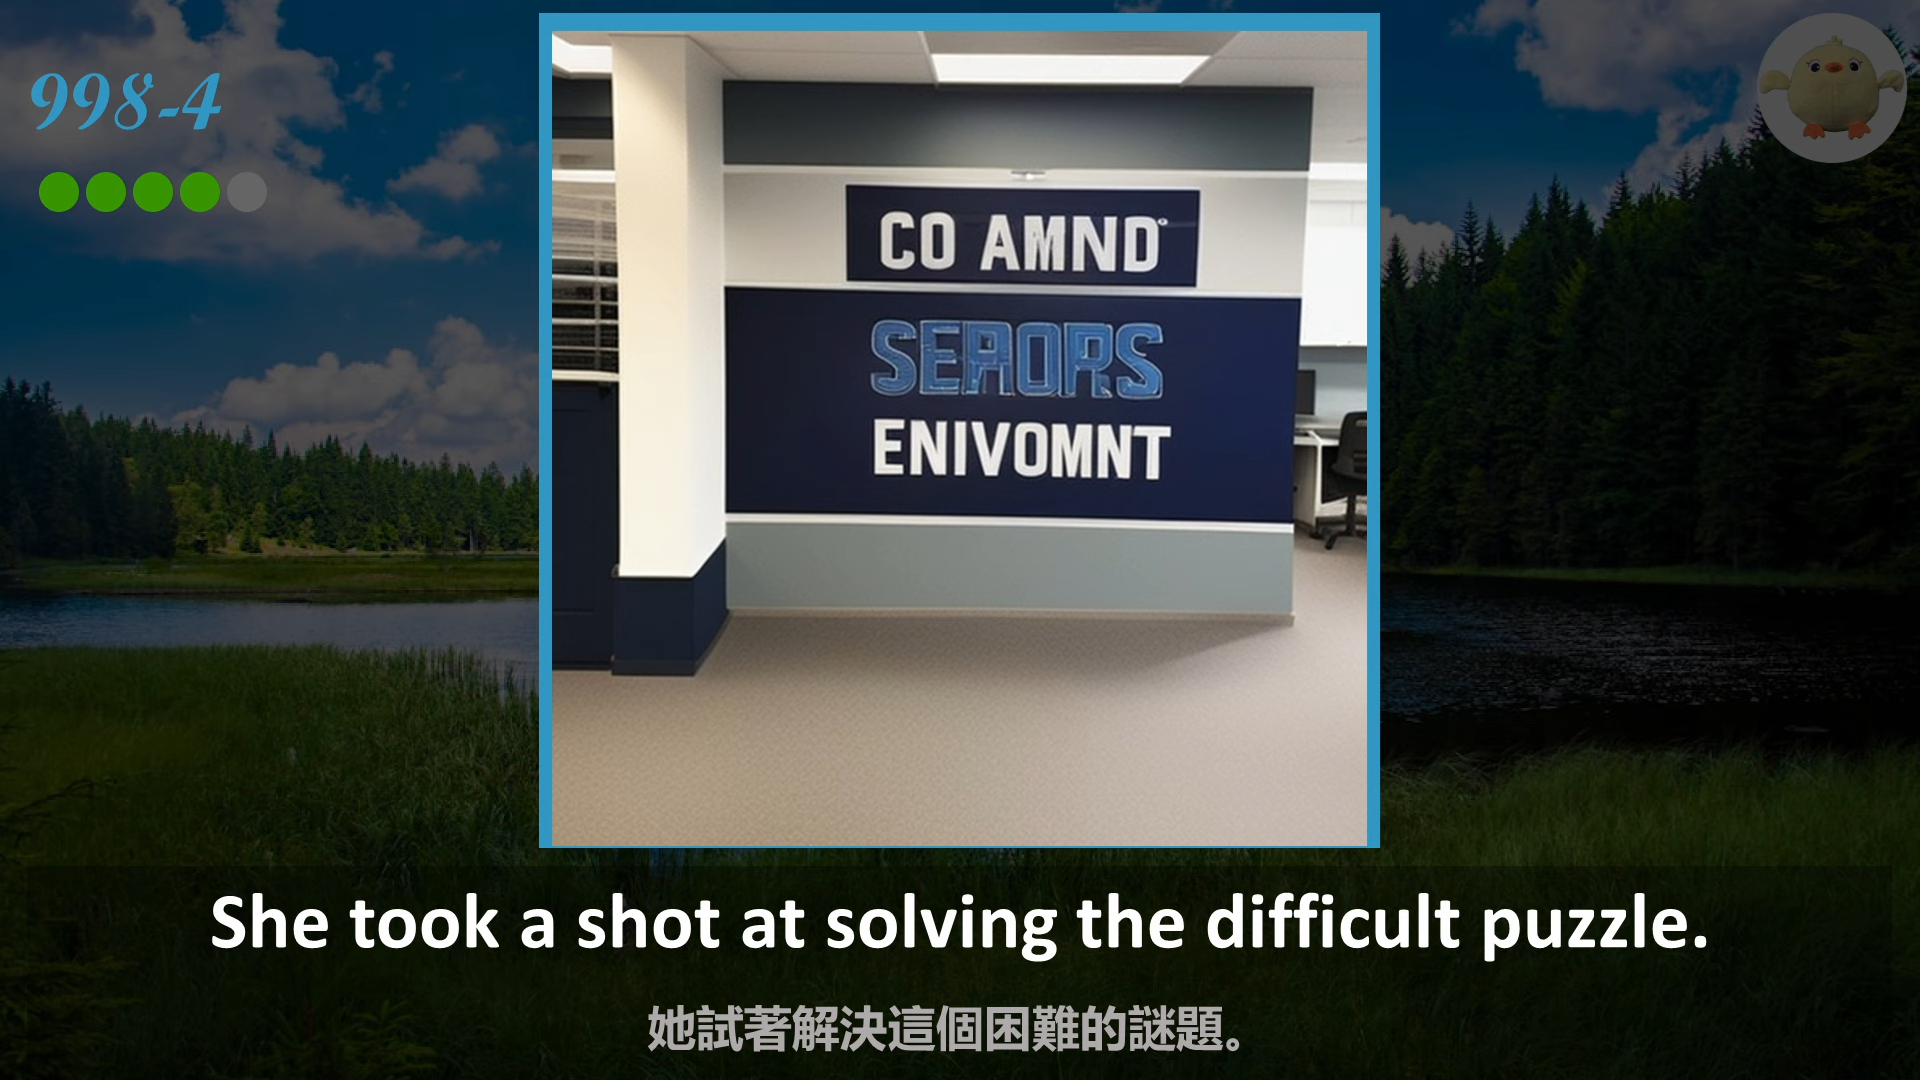 998-4
CO AMND
SERORS
ENIVOMNT
She took a shot at solving the difficult puzzle.
她試著解決這個困難的謎題。